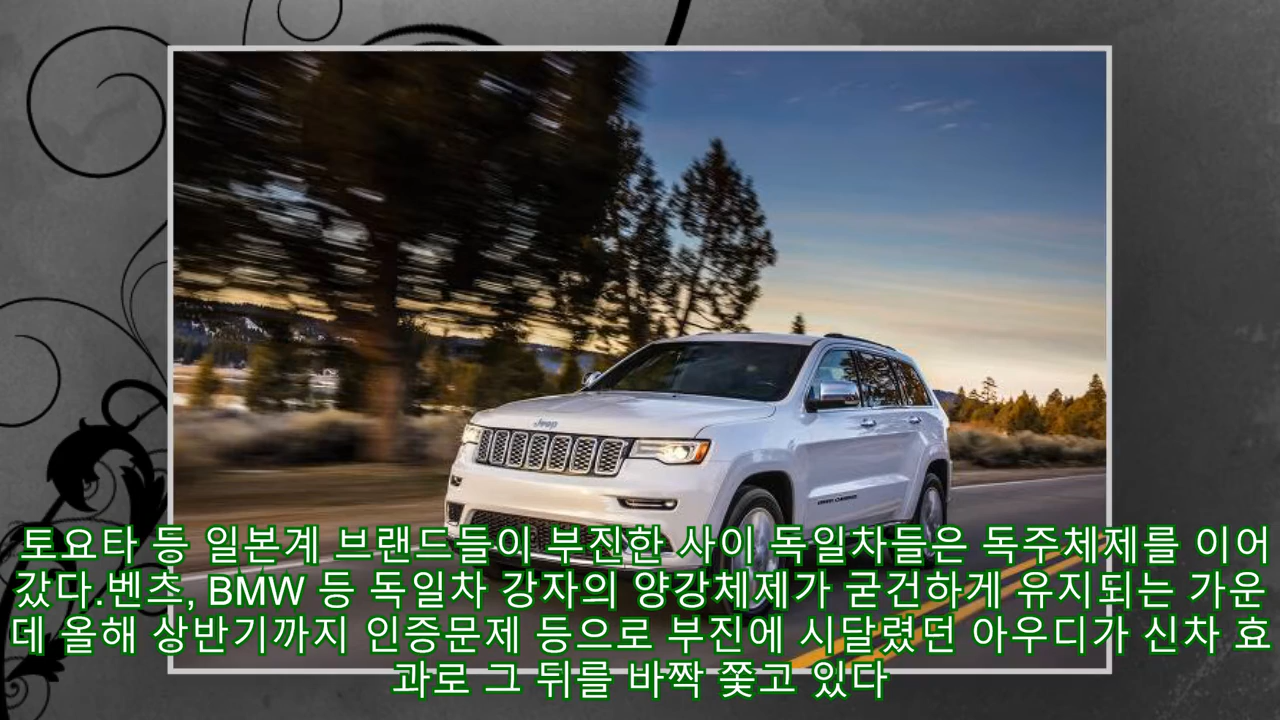 Jeep
토요타 등 일본계 브랜드들이 부진한 사이 독일차들은 독주체제를 이어
갔다.벤츠, BMW 등 독일차 강자의 양강체제가 굳건하게 유지되는 가운
데 올해 상반기까지 인증문제 등으로 부진에 시달렸던 아우디가 신차 효
과로 그 뒤를 바짝 쫓고 있다